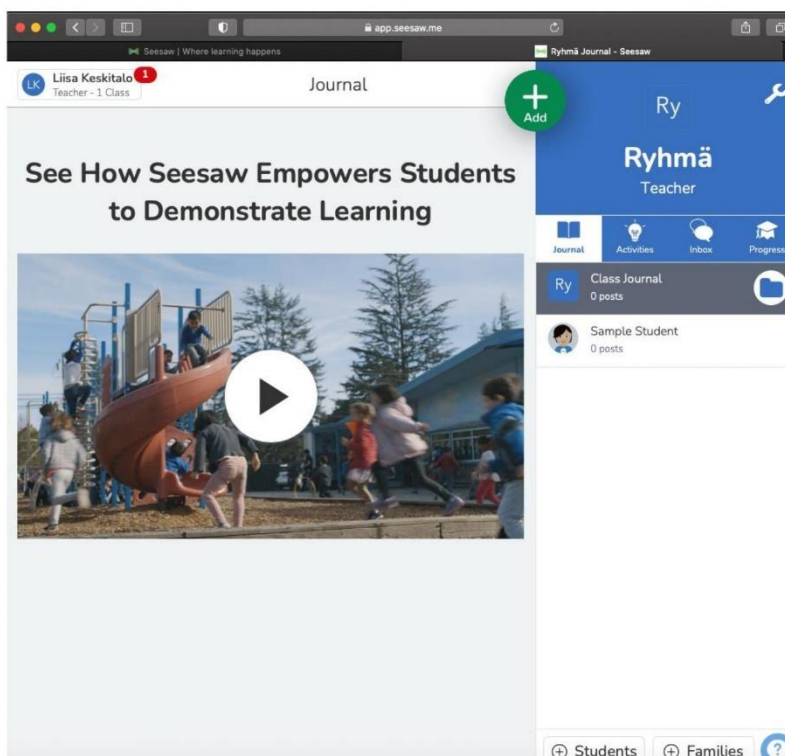 app.seesaw.me
Seesaw | Where learning happens
Ryhmä Journal - Seesaw
LK
Liisa Keskitalo
1
Teacher - 1 Class
Journal
Add
Ry
Ryhmä
Teacher
See How Seesaw Empowers Students
to Demonstrate Learning
Journal
Activities
Inbox
Progress
Ry
Class Journal
0 posts
Sample Student
0 posts
Students
Families
?